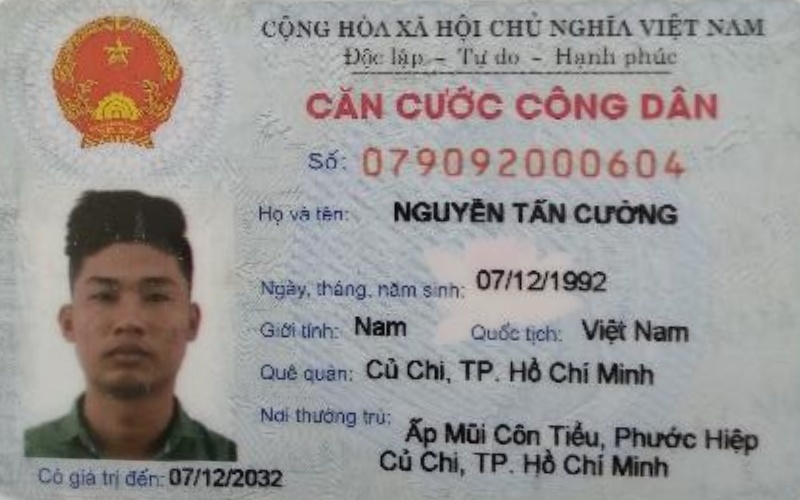 CỘNG HÒA XÃ HỘI CHỦ NGHĨA VIỆT NAM
Độc lập - Tự do - Hạnh phúc
CĂN CƯỚC CÔNG DÂN
Số: 079092000604
Họ và tên: NGUYỄN TẤN CƯỜNG
Ngày, tháng, năm sinh: 07/12/1992
Giới tính: Nam Quốc tịch: Việt Nam
Quê quán: Củ Chi, TP. Hồ Chí Minh
Nơi thường trú: Ấp Mũi Côn Tiểu, Phước Hiệp
Củ Chi, TP. Hồ Chí Minh
Có giá trị đến: 07/12/2032